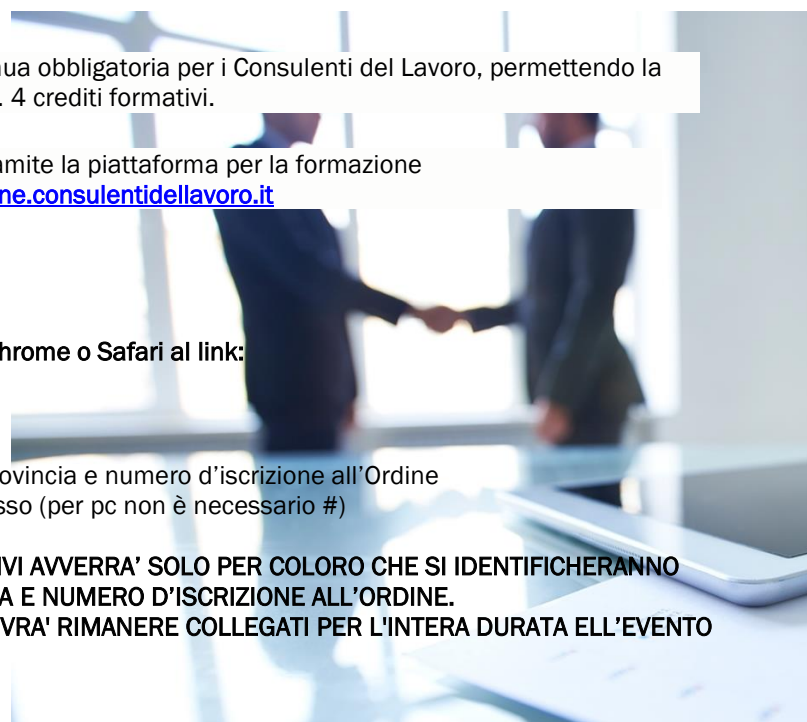 nua obbligatoria per i Consulenti del Lavoro, permettendo la
. 4 crediti formativi.
amite la piattaforma per la formazione
ne.consulentidellavoro.it
hrome o Safari al link:
ovincia e numero d’iscrizione all’Ordine
sso (per pc non è necessario #)
IVI AVVERRA’ SOLO PER COLORO CHE SI IDENTIFICHERANNO
A E NUMERO D’ISCRIZIONE ALL’ORDINE.
VRA' RIMANERE COLLEGATI PER L'INTERA DURATA ELL’EVENTO